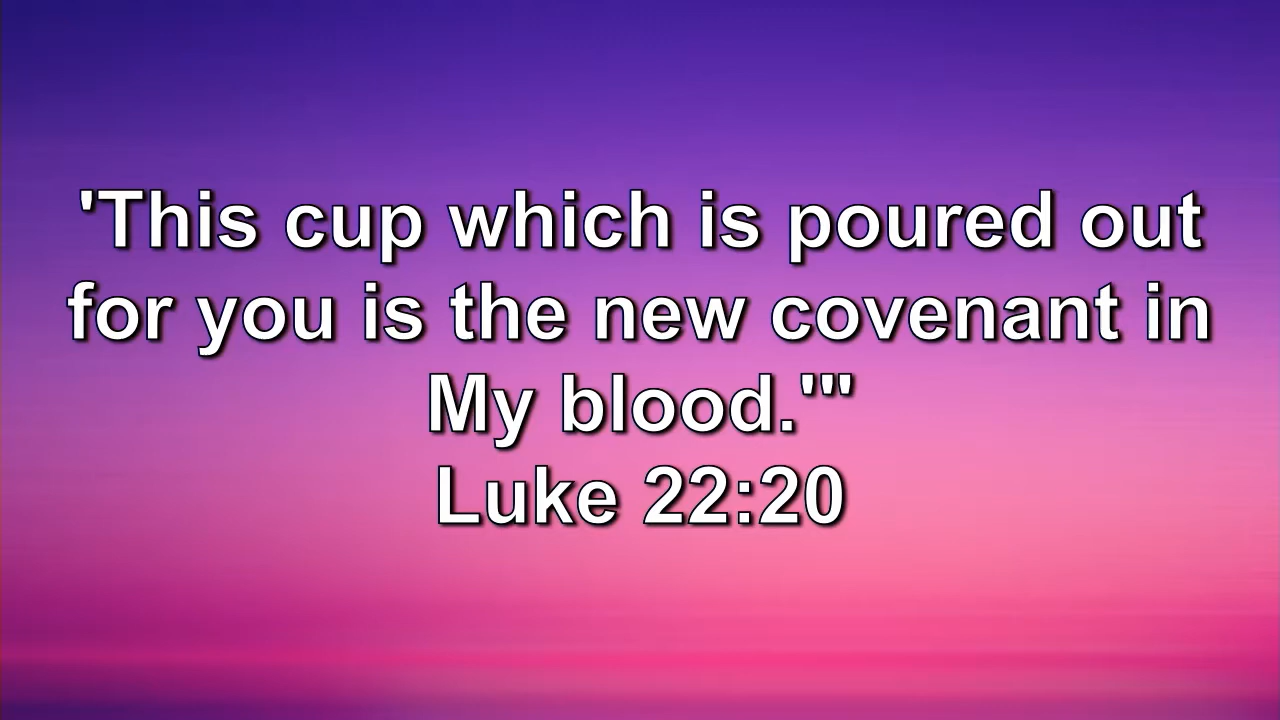 'This cup which is poured out
for you is the new covenant in
My blood.'"
Luke 22:20